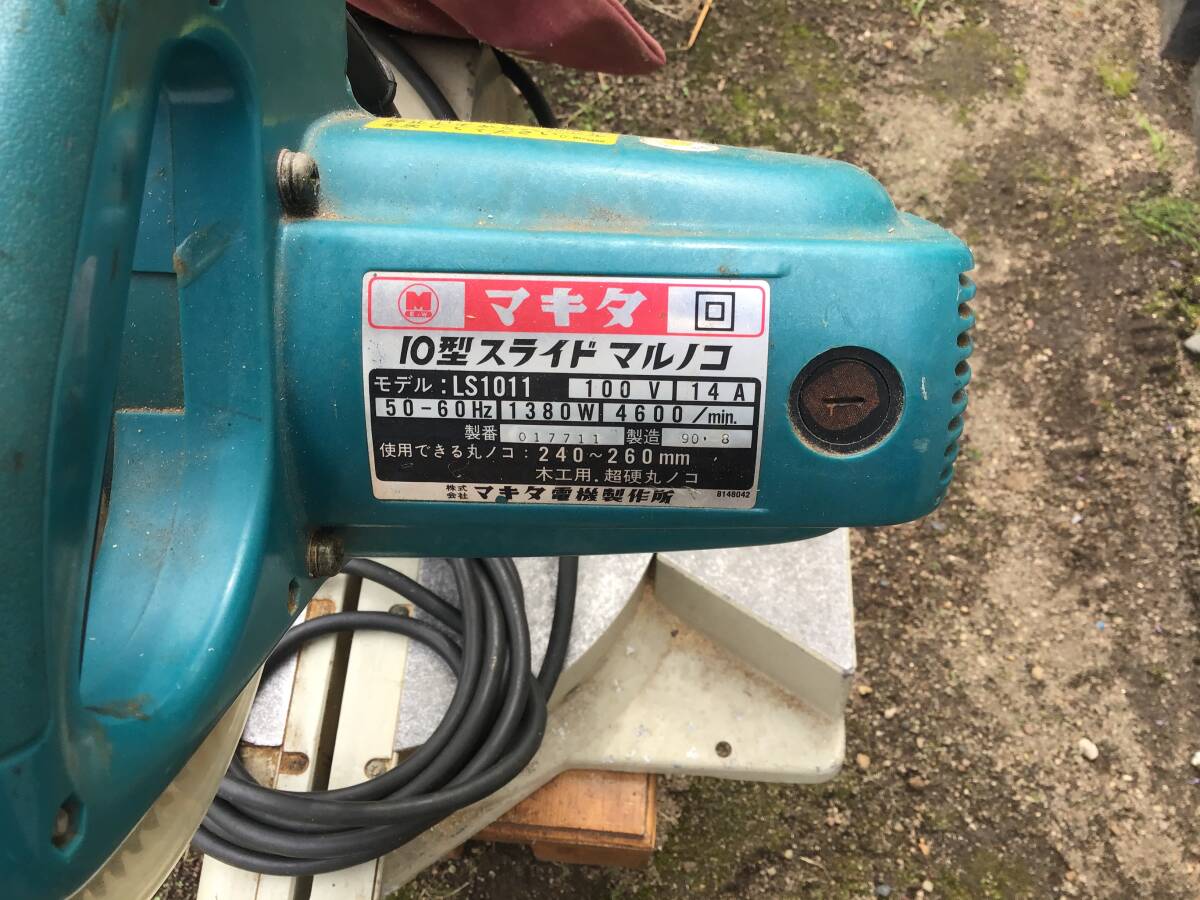 M
E&W
マキタ
10型スライドマルノコ
モデル:LS1011 100V 14A
50-60Hz 1380W 4600/min.
製番 017711 製造 90・8
使用できる丸ノコ:240~260mm
木工用.超硬丸ノコ
株式会社 マキタ電機製作所 8148042